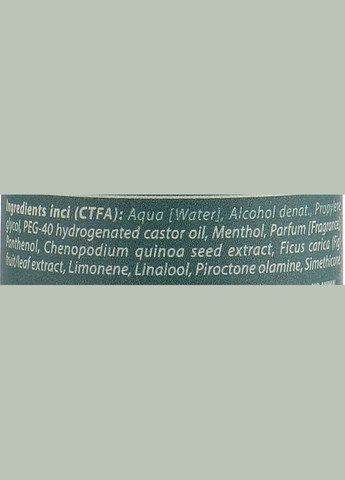 Ingredients inci (CTFA): Aqua [Water], Alcohol denat., Propylene
glycol, PEG-40 hydrogenated castor oil, Menthol, Parfum [Fragrance],
Panthenol, Chenopodium quinoa seed extract, Ficus carica (Fig)
fruit/leaf extract, Limonene, Linalool, Piroctone olamine, Simethicone